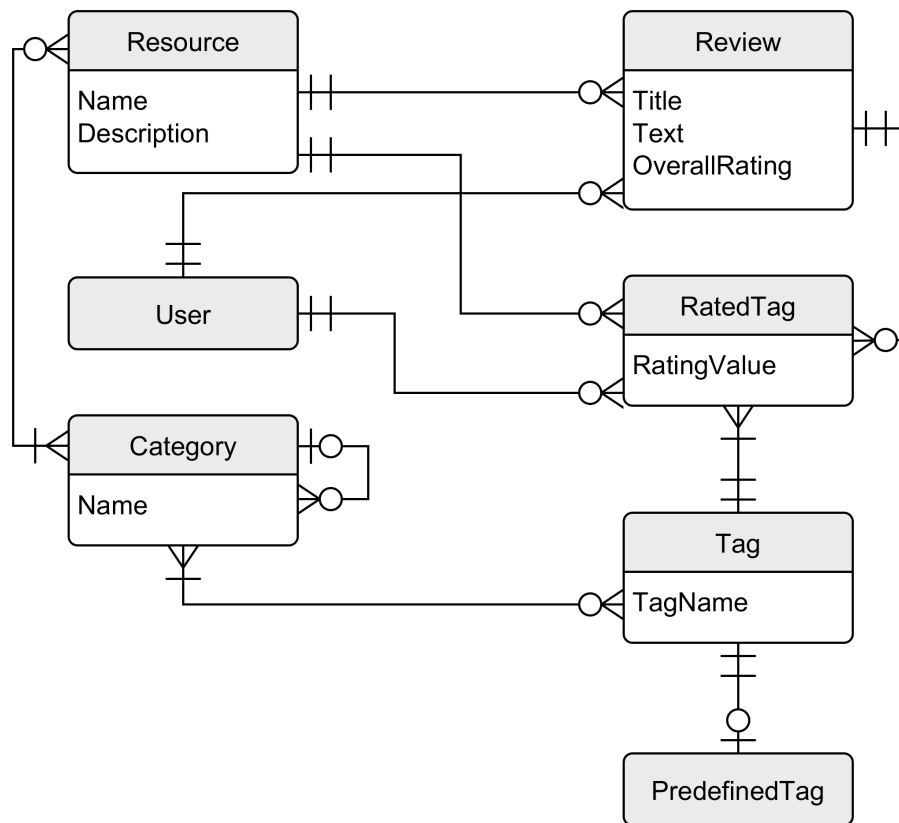 Resource
Name
Description
Review
Title
Text
OverallRating
User
RatedTag
RatingValue
Category
Name
Tag
TagName
PredefinedTag